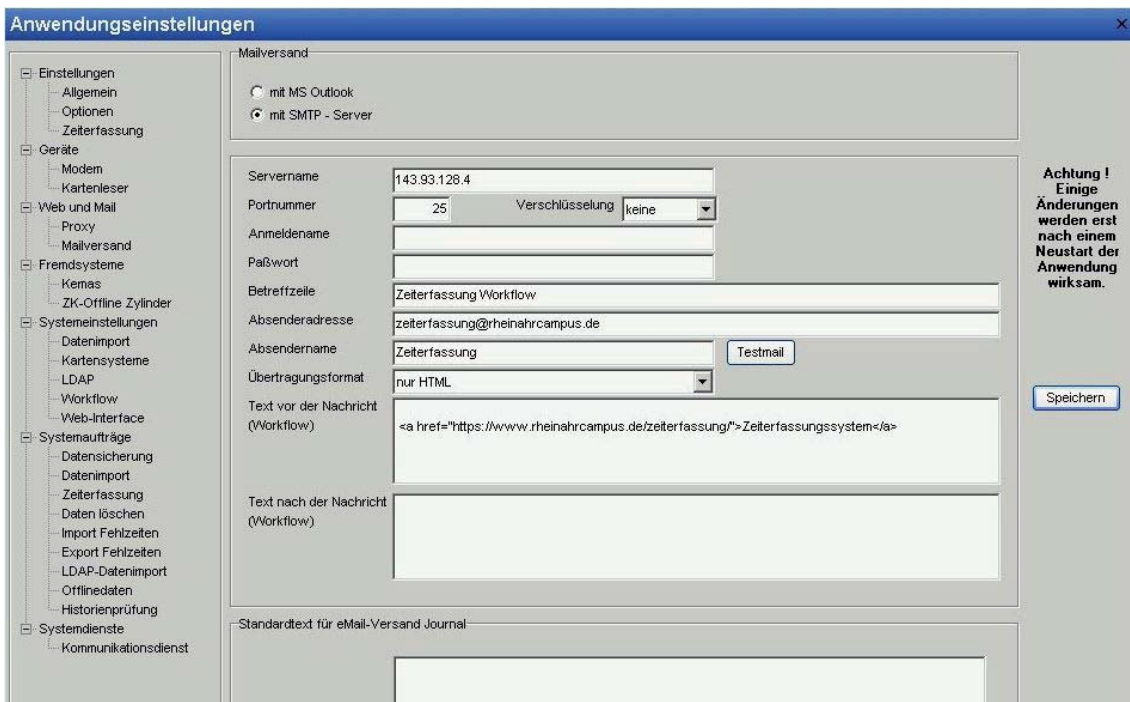 Anwendungseinstellungen
Einstellungen
Allgemein
Optionen
Zeiterfassung
Geräte
Modem
Kartenleser
Web und Mail
Proxy
Mailversand
Fremdsysteme
Kemas
ZK-Offline Zylinder
Systemeinstellungen
Datenimport
Kartensysteme
LDAP
Workflow
Web-Interface
Systemaufträge
Datensicherung
Datenimport
Zeiterfassung
Daten löschen
Import Fehlzeiten
Export Fehlzeiten
LDAP-Datenimport
Offlinedaten
Historienprüfung
Systemdienste
Kommunikationsdienst
Mailversand
mit MS Outlook
mit SMTP - Server
Servername 143.93.128.4
Portnummer 25 Verschlüsselung keine
Anmeldename
Paßwort
Betreffzeile Zeiterfassung Workflow
Absenderadresse zeiterfassung@rheinahrcampus.de
Absendername Zeiterfassung Testmail
Übertragungsformat nur HTML
Text vor der Nachricht
(Workflow) <a href="https://www.rheinahrcampus.de/zeiterfassung/">Zeiterfassungssystem</a>
Text nach der Nachricht
(Workflow)
Standardtext für eMail-Versand Journal
Achtung !
Einige
Änderungen
werden erst
nach einem
Neustart der
Anwendung
wirksam.
Speichern